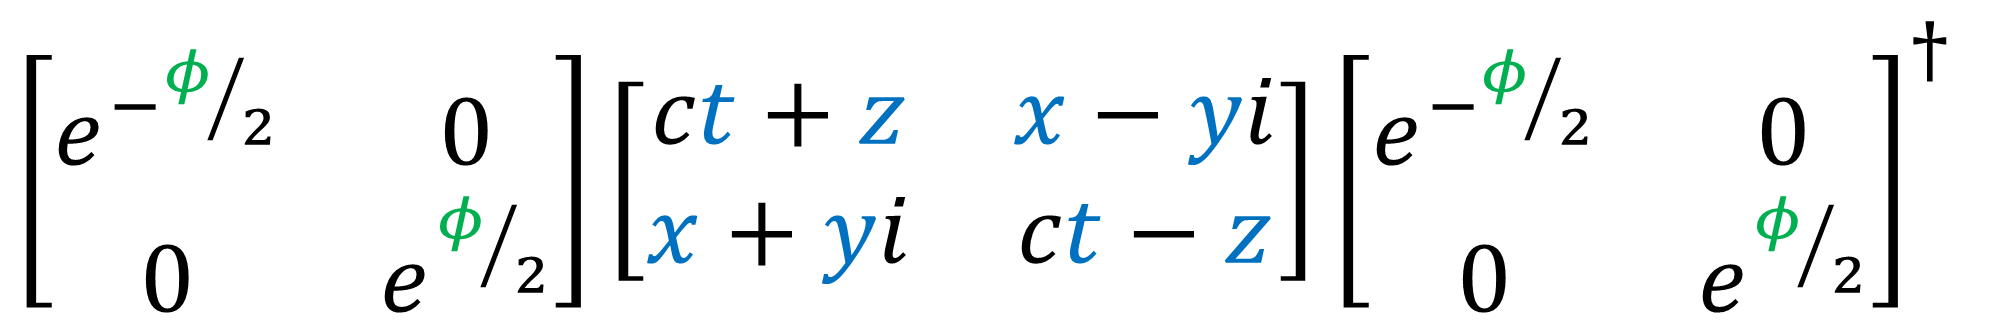 [e^(-ϕ/2) 0] [ct + z x − yi] [e^(-ϕ/2) 0]†
[0 e^(ϕ/2)] [x + yi ct − z] [0 e^(ϕ/2)]